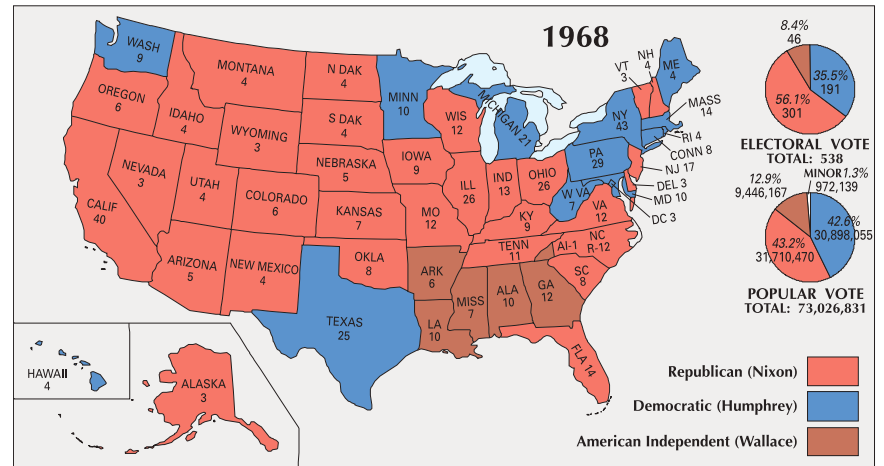 1968
WASH
9
OREGON
6
CALIF
40
NEVADA
3
IDAHO
4
MONTANA
4
WYOMING
3
UTAH
4
COLORADO
6
ARIZONA
5
NEW MEXICO
4
N DAK
4
S DAK
4
NEBRASKA
5
KANSAS
7
OKLA
8
TEXAS
25
MINN
10
IOWA
9
MO
12
ARK
6
LA
10
WIS
12
ILL
26
MICHIGAN 21
IND
13
OHIO
26
KY
9
TENN
11
MISS
7
ALA
10
GA
12
FLA 14
SC
8
AI-1
NC
R-12
VA
12
W VA
7
PA
29
NY
43
VT
3
NH
4
ME
4
MASS
14
RI 4
CONN 8
NJ 17
DEL 3
MD 10
DC 3
HAWAII
4
ALASKA
3
8.4%
46
35.5%
191
56.1%
301
ELECTORAL VOTE
TOTAL: 538
12.9%
9,446,167
MINOR 1.3%
972,139
42.6%
30,898,055
43.2%
31,710,470
POPULAR VOTE
TOTAL: 73,026,831
Republican (Nixon)
Democratic (Humphrey)
American Independent (Wallace)